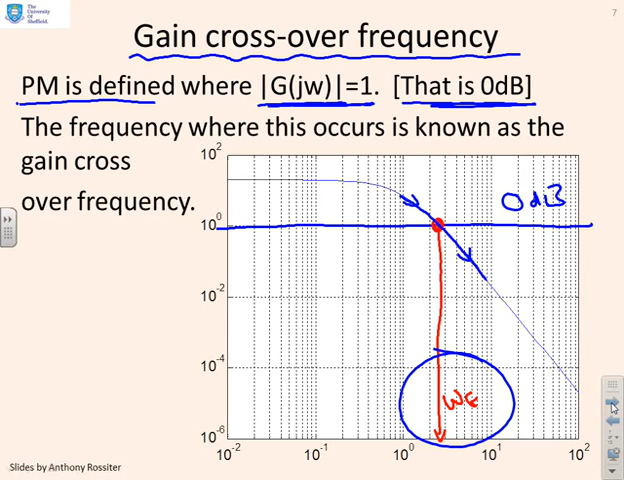 The
University
Of
Sheffield.
7
Gain cross-over frequency
PM is defined where |G(jw)|=1. [That is 0dB]
The frequency where this occurs is known as the
gain cross
over frequency.
10^2
10^0
10^-2
10^-4
10^-6
10^-2 10^-1 10^0 10^1 10^2
0 dB
Slides by Anthony Rossiter